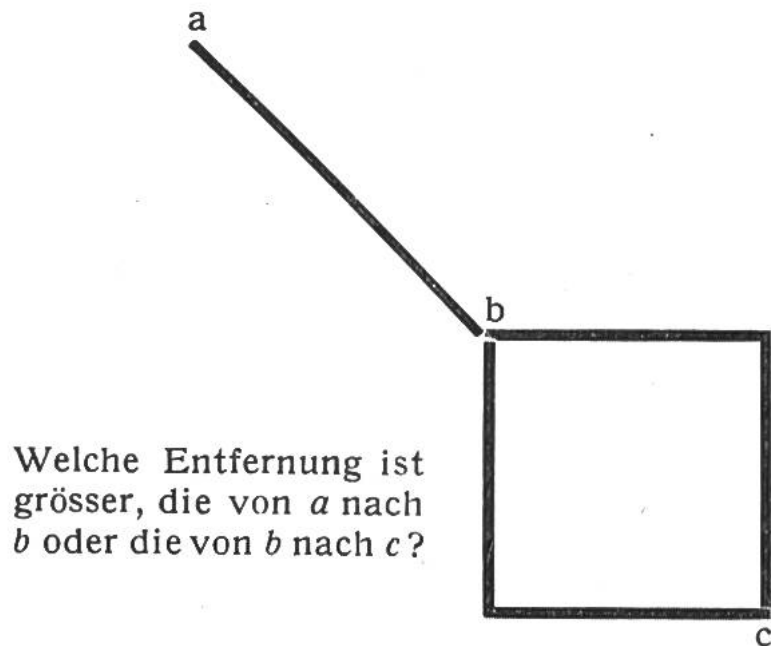 a
b
Welche Entfernung ist
grösser, die von a nach
b oder die von b nach c?
c